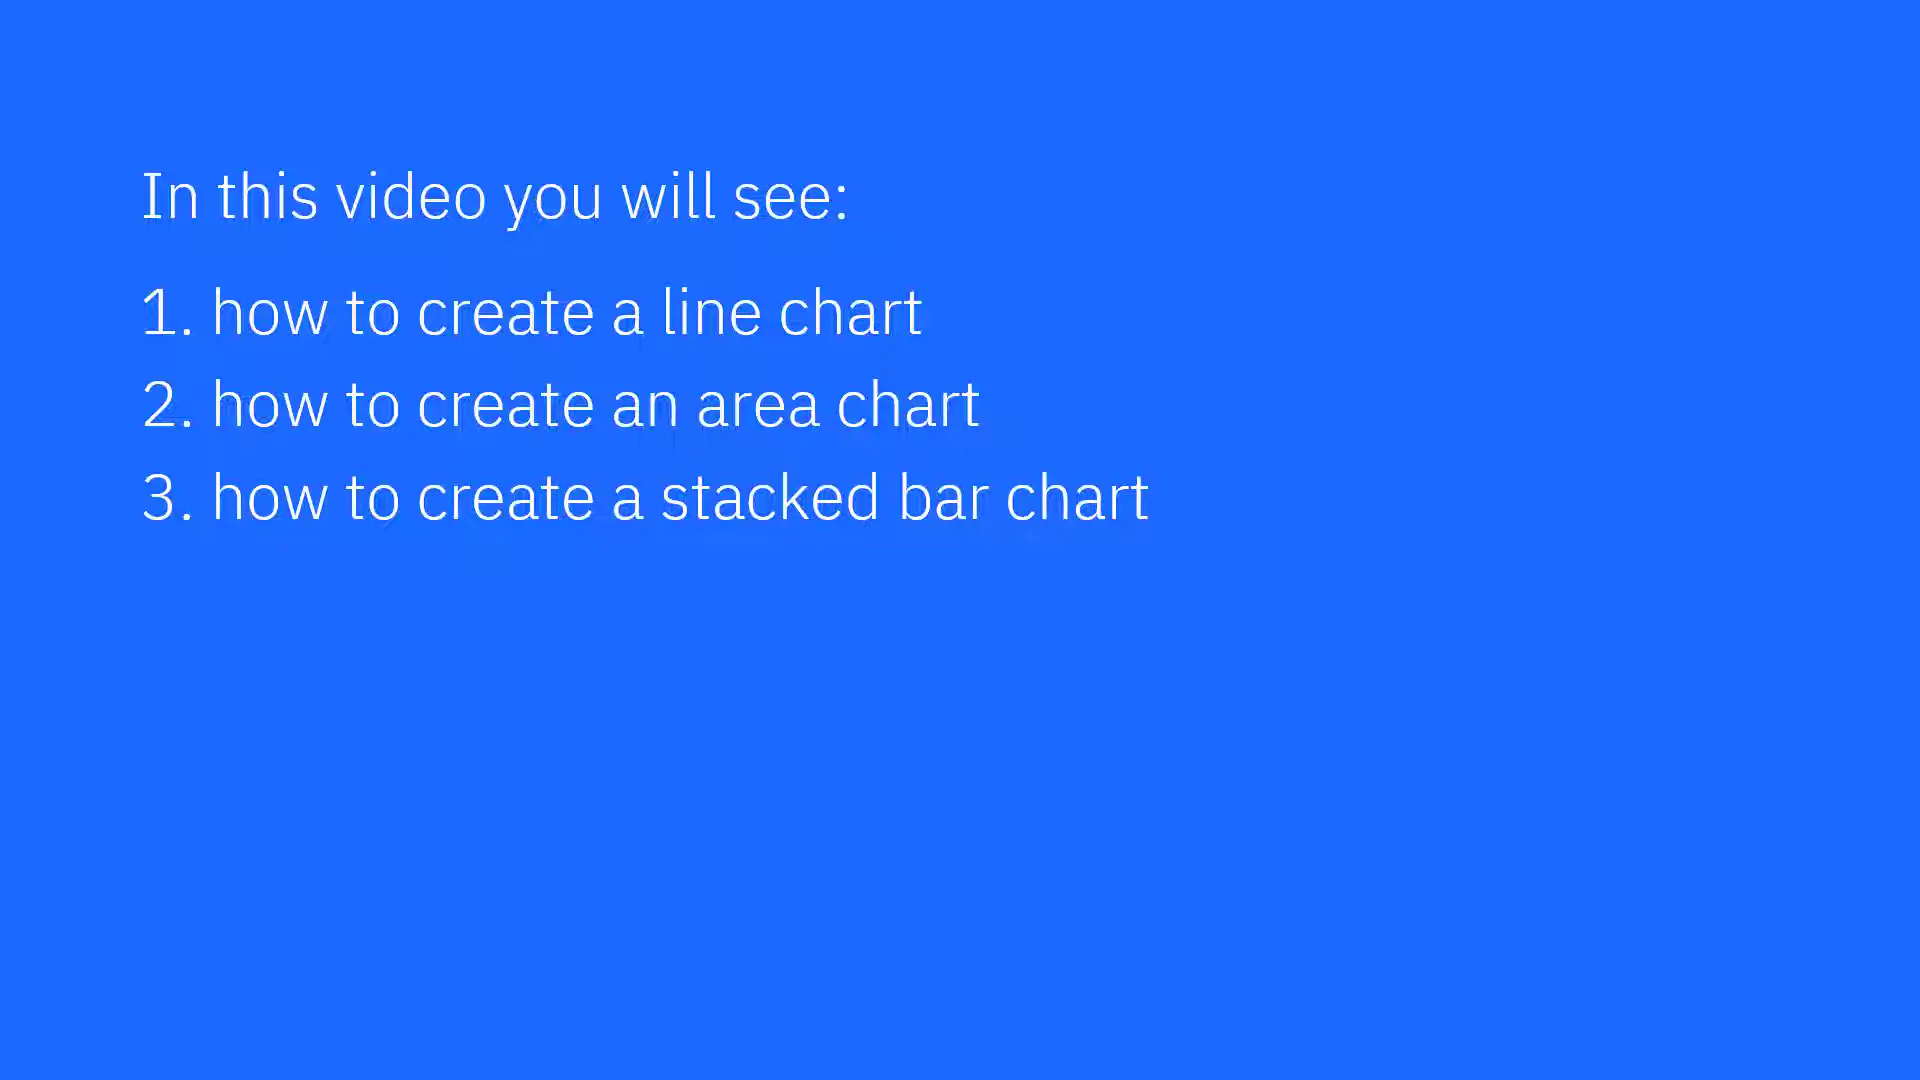 In this video you will see:
1. how to create a line chart
2. how to create an area chart
3. how to create a stacked bar chart